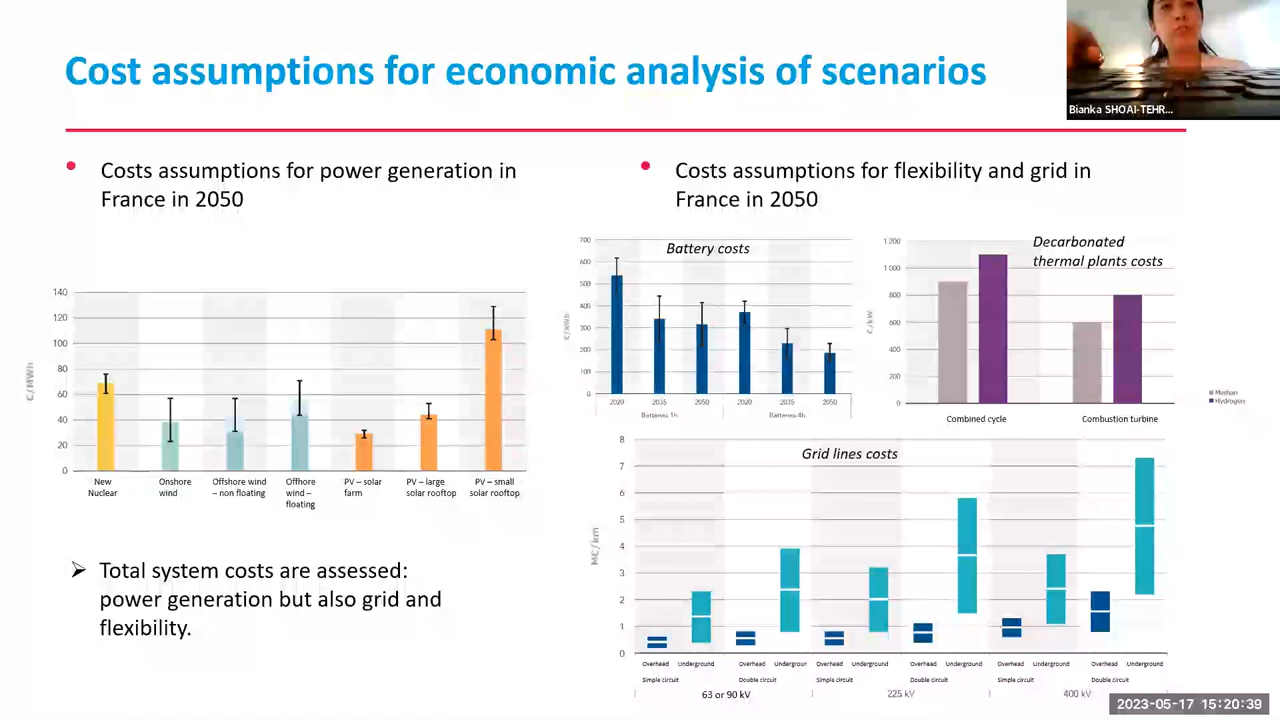 Cost assumptions for economic analysis of scenarios
Bianka SHOAI-TEHR...
• Costs assumptions for power generation in
France in 2050
140
120
100
80
60
40
20
0
€/MWh
New
Nuclear
Onshore
wind
Offshore wind
– non floating
Offhore
wind –
floating
PV – solar
farm
PV – large
solar rooftop
PV – small
solar rooftop
➢ Total system costs are assessed:
power generation but also grid and
flexibility.
• Costs assumptions for flexibility and grid in
France in 2050
Battery costs
700
600
500
400
300
200
100
0
€/kWh
2020 2035 2050 2020 2035 2050
Batteries 1h Batteries 4h
Decarbonated
thermal plants costs
1 200
1 000
800
600
400
200
0
€/kW
Combined cycle Combustion turbine
Methan
Hydrogen
Grid lines costs
8
7
6
5
4
3
2
1
0
M€/km
Overhead Underground Overhead Undergroun Overhead Underground Overhead Underground Overhead Underground Overhead Underground
Simple circuit Double circuit Simple circuit Double circuit Simple circuit Double circuit
63 or 90 kV 225 kV 400 kV
2023-05-17 15:20:39